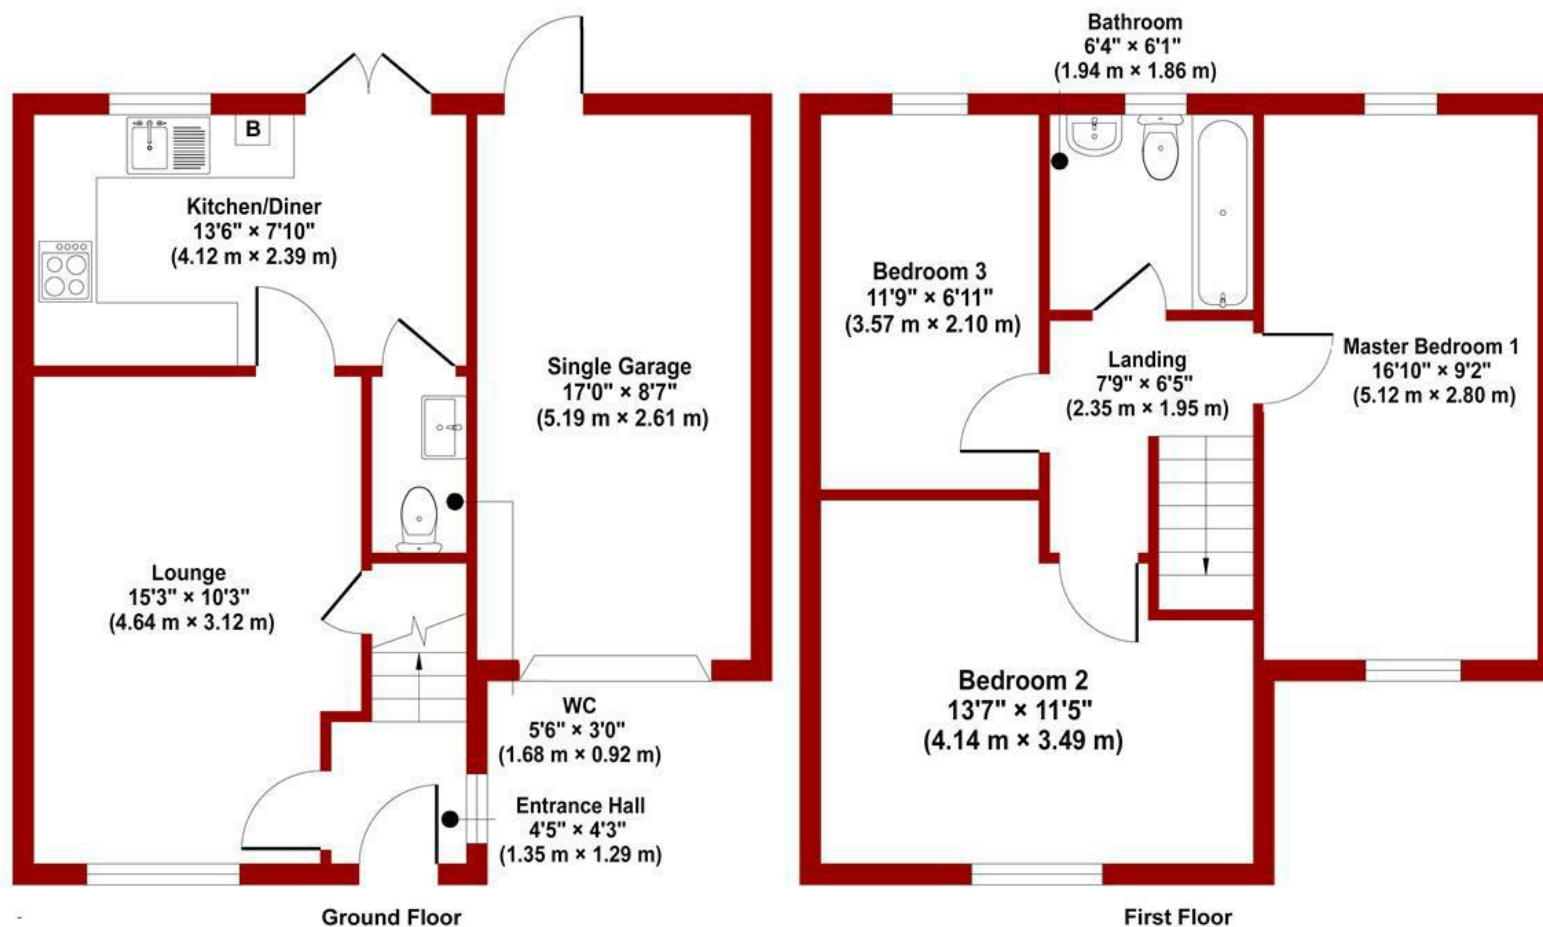 Bathroom
6'4" × 6'1"
(1.94 m × 1.86 m)
B
Kitchen/Diner
13'6" × 7'10"
(4.12 m × 2.39 m)
Single Garage
17'0" × 8'7"
(5.19 m × 2.61 m)
Lounge
15'3" × 10'3"
(4.64 m × 3.12 m)
WC
5'6" × 3'0"
(1.68 m × 0.92 m)
Entrance Hall
4'5" × 4'3"
(1.35 m × 1.29 m)
Ground Floor
Bedroom 3
11'9" × 6'11"
(3.57 m × 2.10 m)
Landing
7'9" × 6'5"
(2.35 m × 1.95 m)
Master Bedroom 1
16'10" × 9'2"
(5.12 m × 2.80 m)
Bedroom 2
13'7" × 11'5"
(4.14 m × 3.49 m)
First Floor